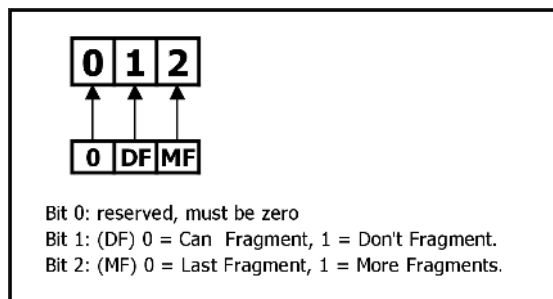 0 1 2
0 DF MF
Bit 0: reserved, must be zero
Bit 1: (DF) 0 = Can Fragment, 1 = Don't Fragment.
Bit 2: (MF) 0 = Last Fragment, 1 = More Fragments.